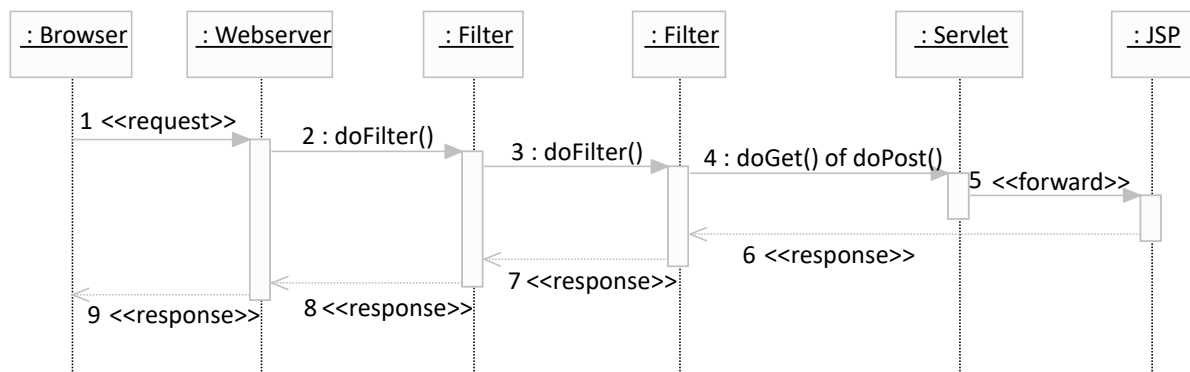 : Browser
: Webserver
: Filter
: Filter
: Servlet
: JSP
1 <<request>>
2 : doFilter()
3 : doFilter()
4 : doGet() of doPost()
5 <<forward>>
6 <<response>>
7 <<response>>
8 <<response>>
9 <<response>>